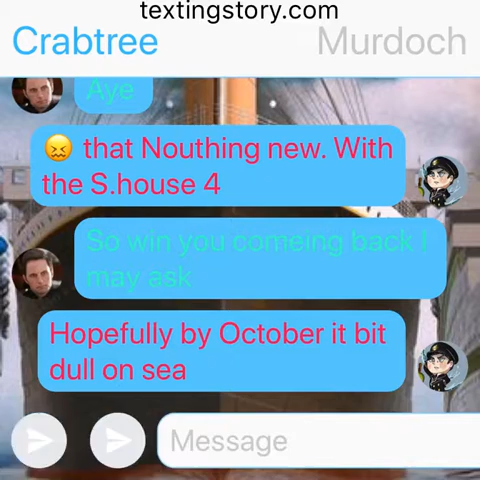 textingstory.com
Crabtree
Murdoch
Aye
😖 that Nouthing new. With
the S.house 4
So win you comeing back I
may ask
Hopefully by October it bit
dull on sea
Message